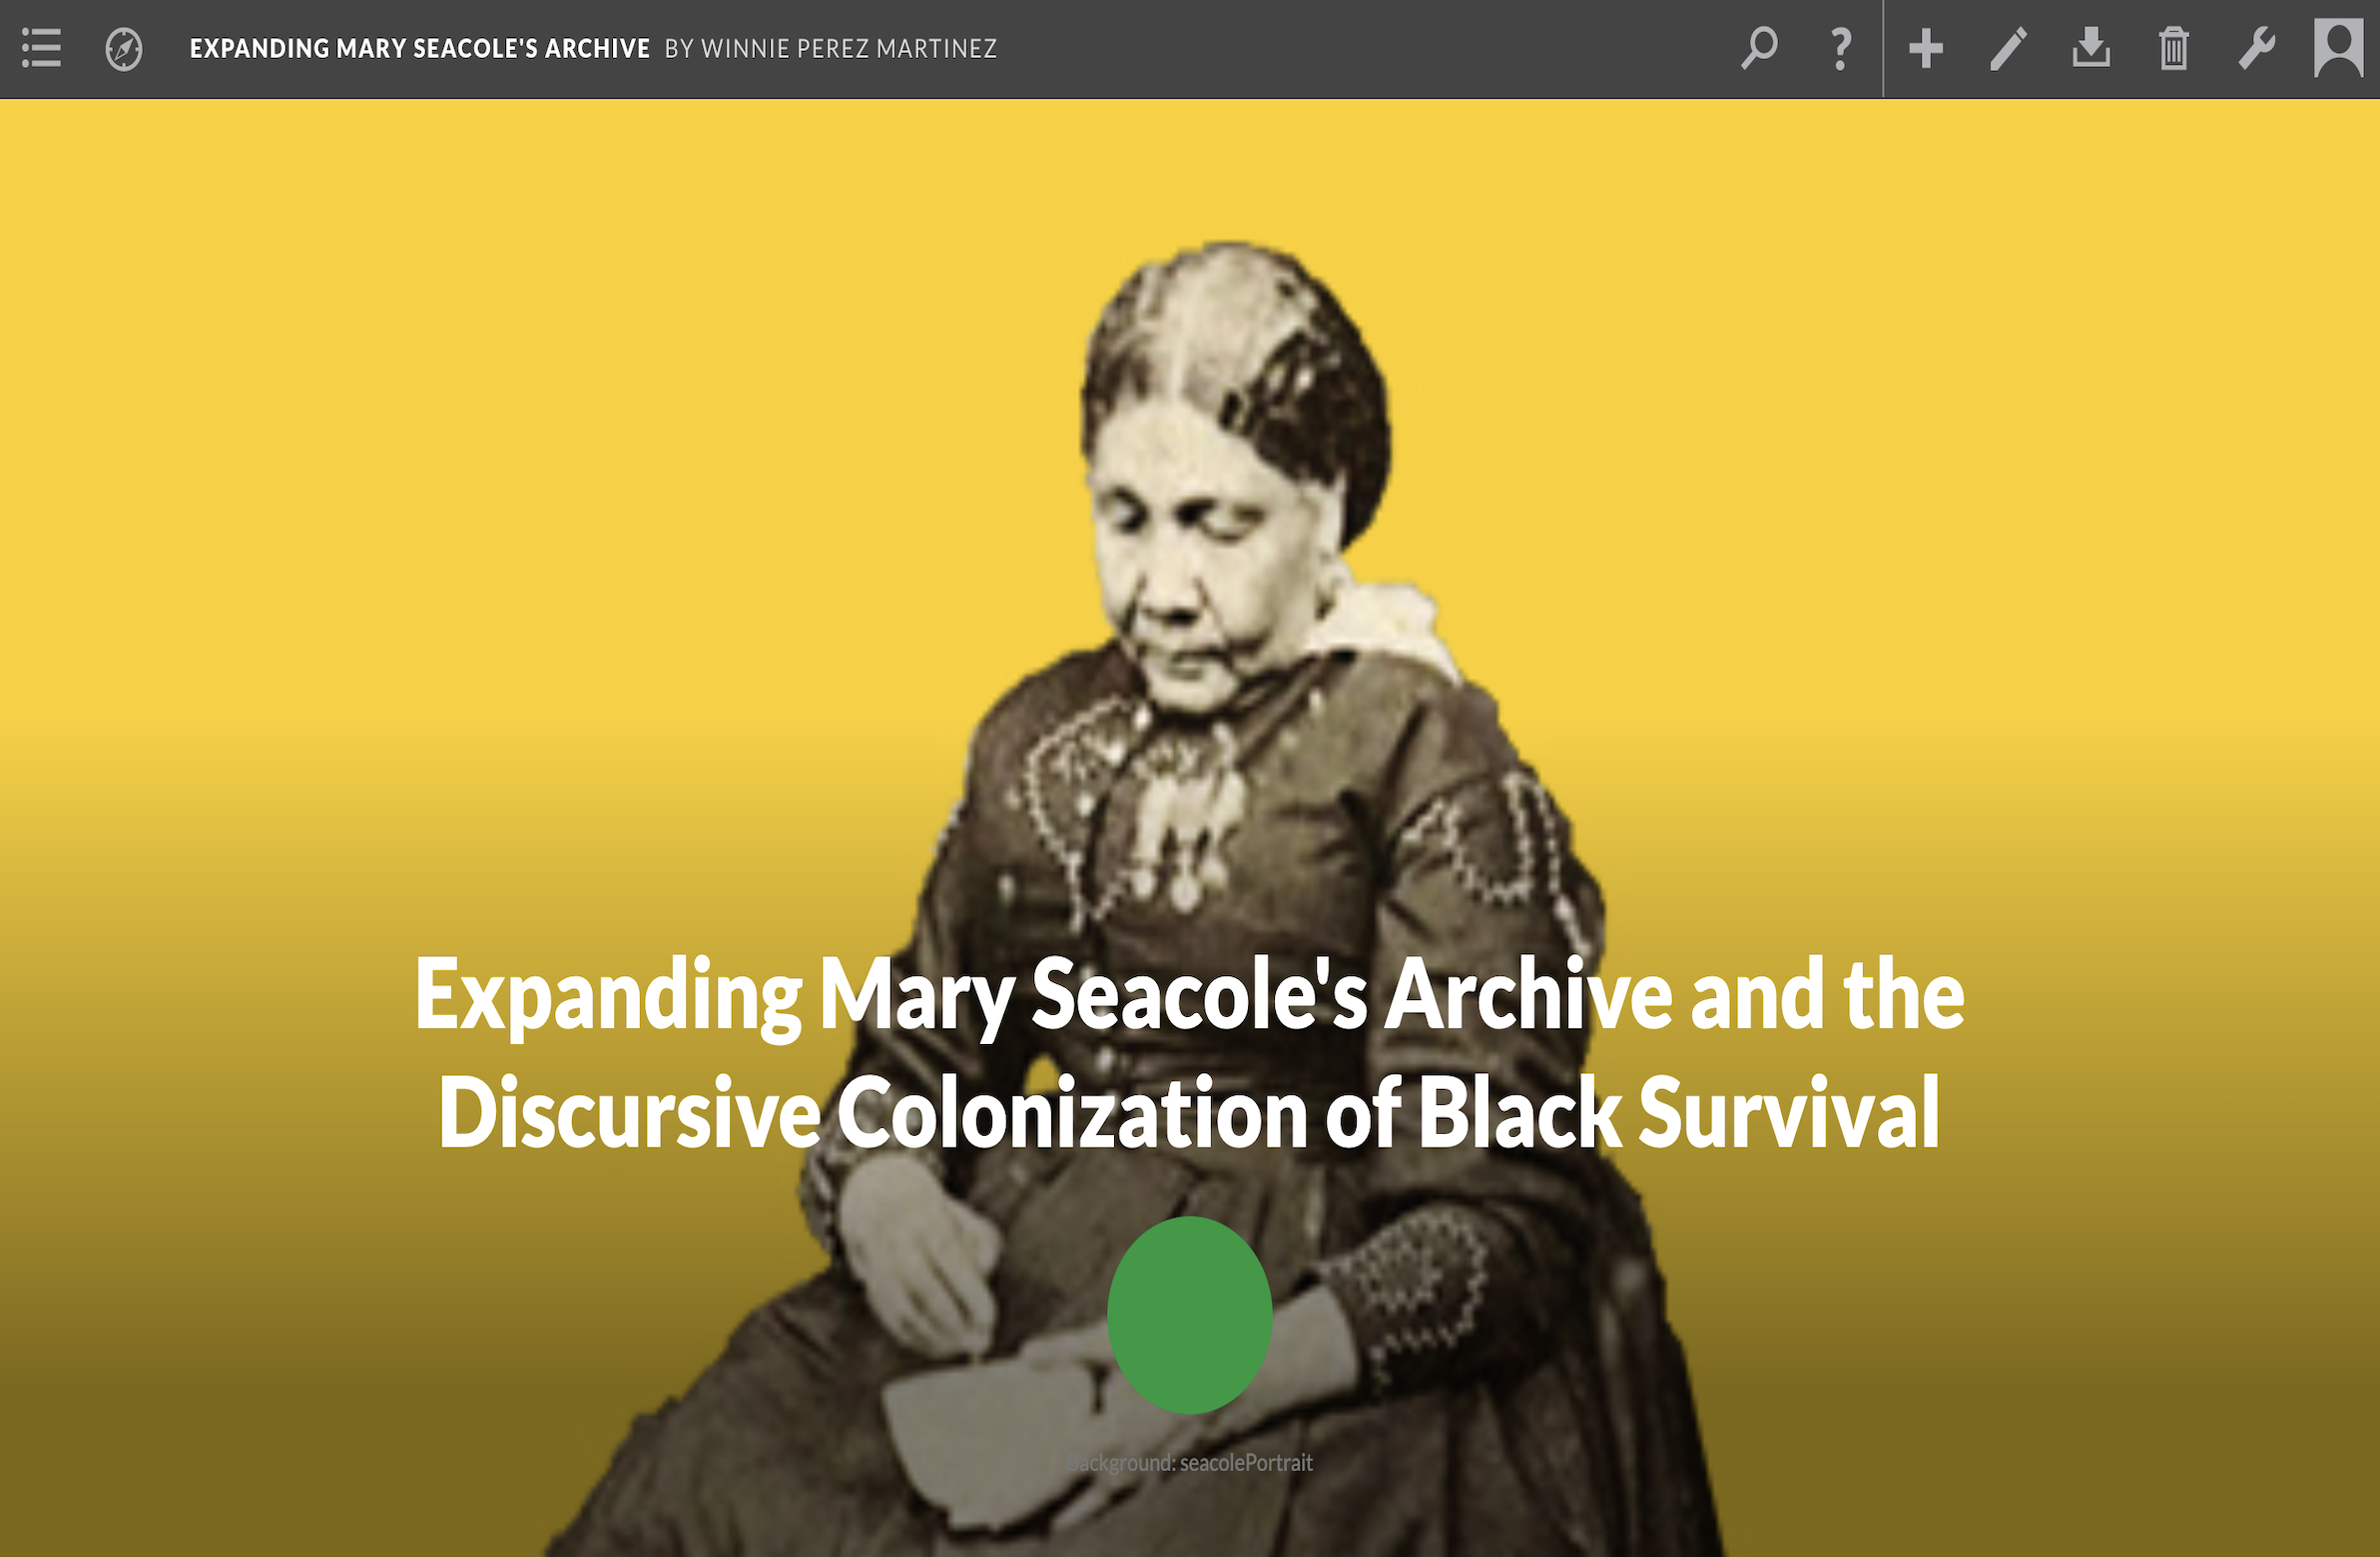 EXPANDING MARY SEACOLE'S ARCHIVE BY WINNIE PEREZ MARTINEZ
Expanding Mary Seacole's Archive and the
Discursive Colonization of Black Survival
Background: seacolePortrait